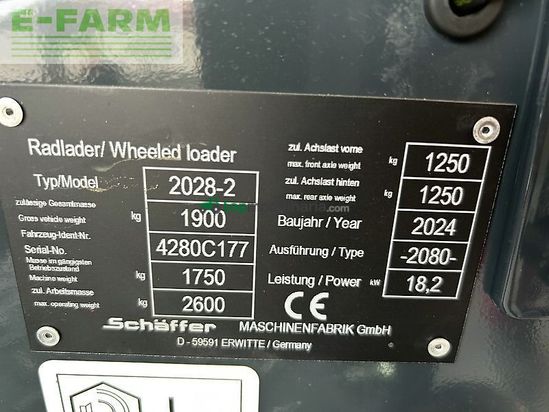 E-FARM
Radlader/ Wheeled loader
Typ/Model 2028-2
zulässige Gesamtmasse
Gross vehicle weight kg 1900
Fahrzeug-Ident-Nr.
Serial-No. 4280C177
Masse im gängigsten
Betriebszustand
Machine weight kg 1750
zul. Arbeitsmasse
max. operating weight kg 2600
zul. Achslast vorne
max. front axle weight kg 1250
zul. Achslast hinten
max. rear axle weight kg 1250
Baujahr / Year 2024
Ausführung / Type -2080-
Leistung / Power kW 18,2
CE
Schäffer MASCHINENFABRIK GmbH
D - 59591 ERWITTE / Germany